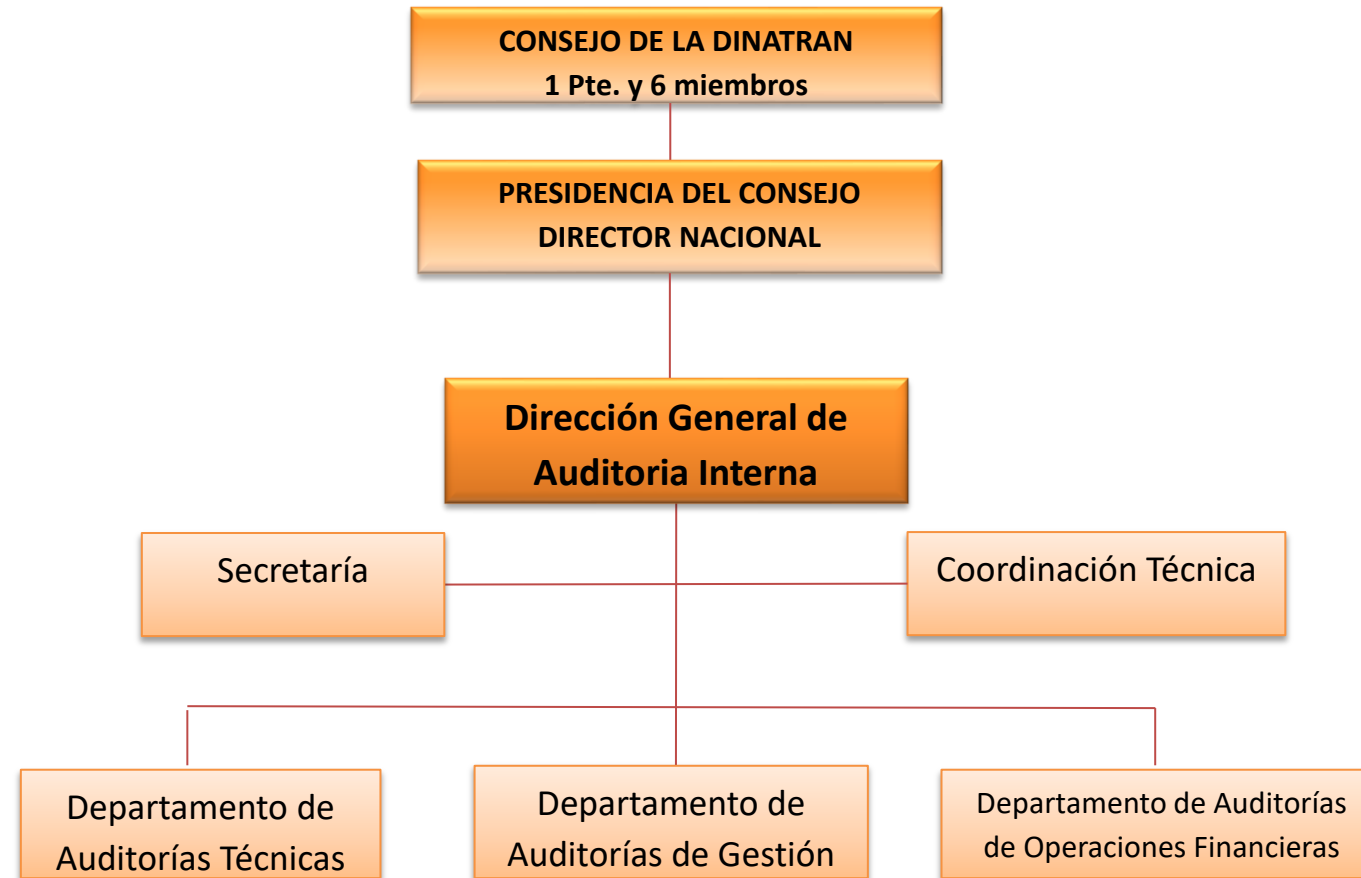 CONSEJO DE LA DINATRAN
1 Pte. y 6 miembros
PRESIDENCIA DEL CONSEJO
DIRECTOR NACIONAL
Dirección General de
Auditoria Interna
Secretaría
Coordinación Técnica
Departamento de
Auditorías Técnicas
Departamento de
Auditorías de Gestión
Departamento de Auditorías
de Operaciones Financieras